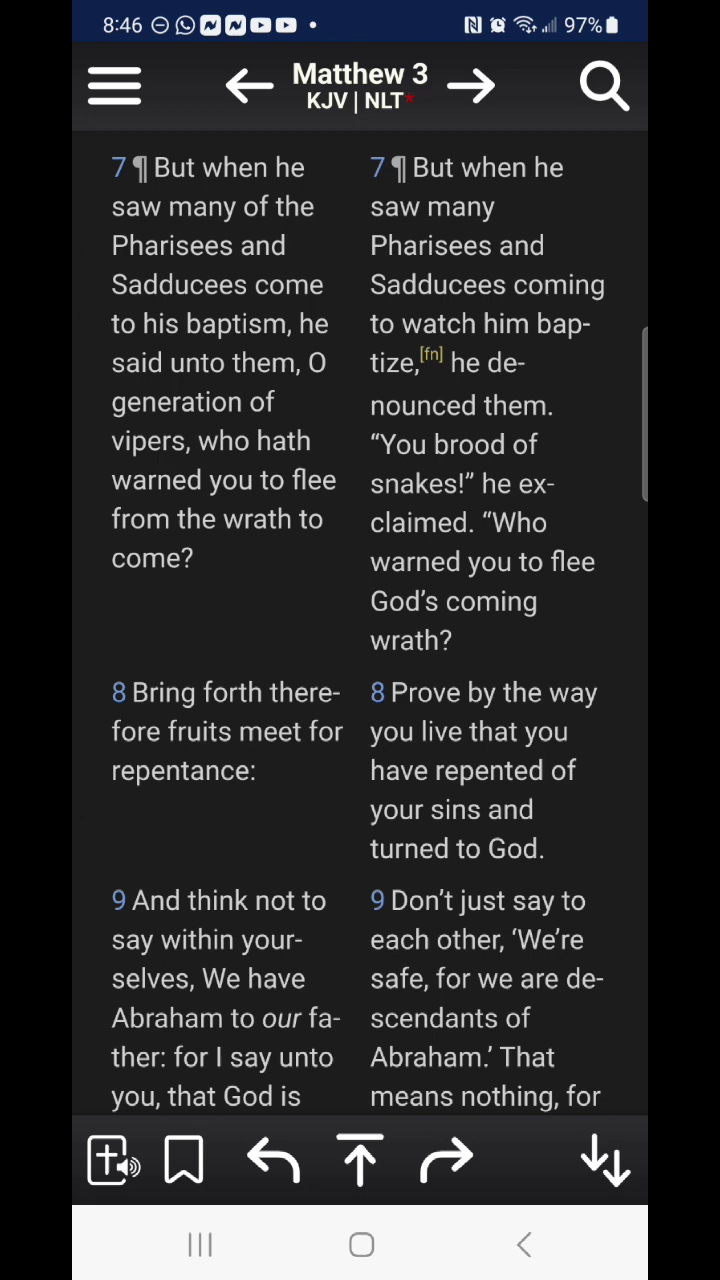 8:46 97%
Matthew 3
KJV | NLT*
7 ¶ But when he
saw many of the
Pharisees and
Sadducees come
to his baptism, he
said unto them, O
generation of
vipers, who hath
warned you to flee
from the wrath to
come?
7 ¶ But when he
saw many
Pharisees and
Sadducees coming
to watch him bap-
tize,[fn] he de-
nounced them.
“You brood of
snakes!” he ex-
claimed. “Who
warned you to flee
God’s coming
wrath?
8 Bring forth there-
fore fruits meet for
repentance:
8 Prove by the way
you live that you
have repented of
your sins and
turned to God.
9 And think not to
say within your-
selves, We have
Abraham to our fa-
ther: for I say unto
you, that God is
9 Don’t just say to
each other, ‘We’re
safe, for we are de-
scendants of
Abraham.’ That
means nothing, for